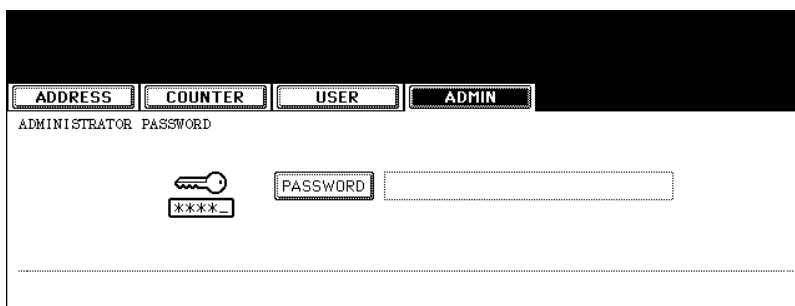 ADDRESS COUNTER USER ADMIN
ADMINISTRATOR PASSWORD
PASSWORD
****_